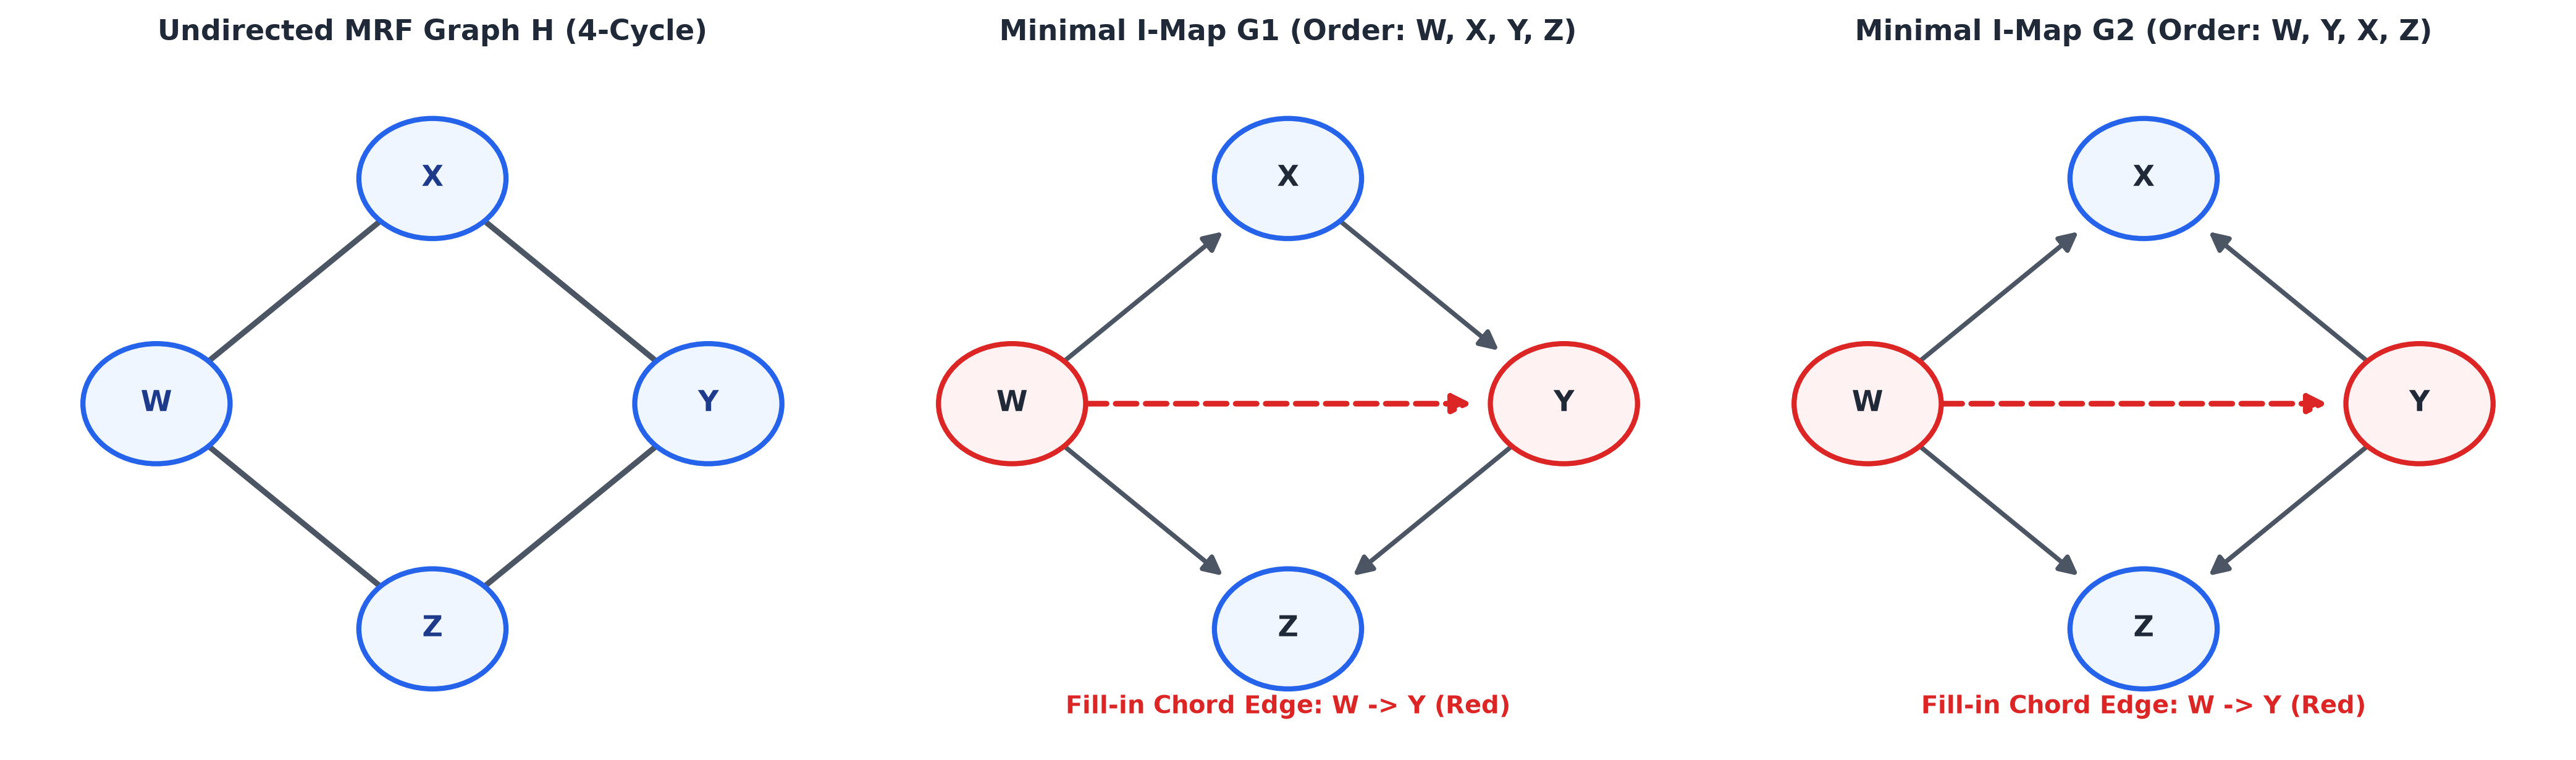 Undirected MRF Graph H (4-Cycle)
X
W
Y
Z
Minimal I-Map G1 (Order: W, X, Y, Z)
X
W
Y
Z
Fill-in Chord Edge: W -> Y (Red)
Minimal I-Map G2 (Order: W, Y, X, Z)
X
W
Y
Z
Fill-in Chord Edge: W -> Y (Red)